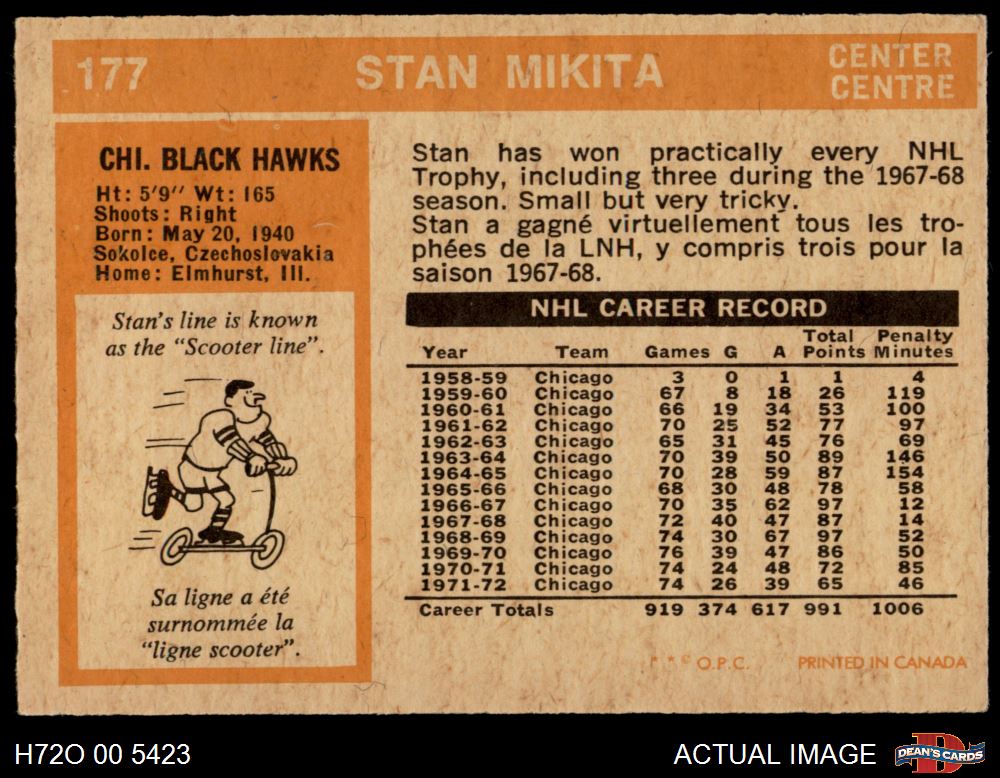 177 STAN MIKITA CENTER
CENTRE
CHI. BLACK HAWKS
Ht: 5'9" Wt: 165
Shoots: Right
Born: May 20, 1940
Sokolce, Czechoslovakia
Home: Elmhurst, Ill.
Stan's line is known
as the "Scooter line".
Sa ligne a été
surnommée la
"ligne scooter".
Stan has won practically every NHL
Trophy, including three during the 1967-68
season. Small but very tricky.
Stan a gagné virtuellement tous les tro-
phées de la LNH, y compris trois pour la
saison 1967-68.
NHL CAREER RECORD
Year Team Games G A Total Points Penalty Minutes
1958-59 Chicago 3 0 1 1 4
1959-60 Chicago 67 8 18 26 119
1960-61 Chicago 66 19 34 53 100
1961-62 Chicago 70 25 52 77 97
1962-63 Chicago 65 31 45 76 69
1963-64 Chicago 70 39 50 89 146
1964-65 Chicago 70 28 59 87 154
1965-66 Chicago 68 30 48 78 58
1966-67 Chicago 70 35 62 97 12
1967-68 Chicago 72 40 47 87 14
1968-69 Chicago 74 30 67 97 52
1969-70 Chicago 76 39 47 86 50
1970-71 Chicago 74 24 48 72 85
1971-72 Chicago 74 26 39 65 46
Career Totals 919 374 617 991 1006
* * © O.P.C. PRINTED IN CANADA
H72O 00 5423 ACTUAL IMAGE DEAN'S CARDS